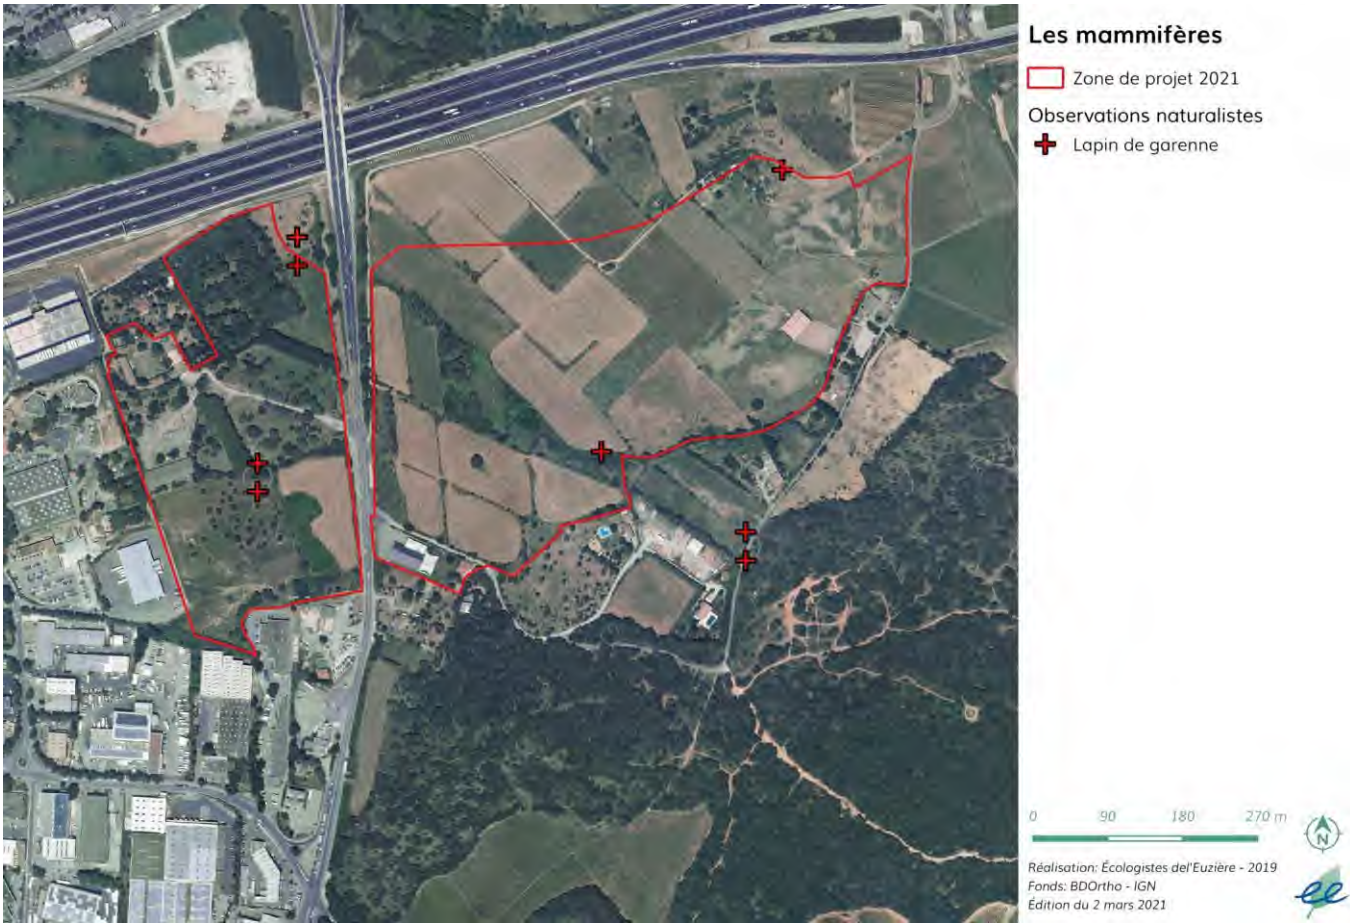 Les mammifères
Zone de projet 2021
Observations naturalistes
Lapin de garenne
0 90 180 270 m
N
Réalisation: Écologistes del'Euzière - 2019
Fonds: BDOrtho - IGN
Édition du 2 mars 2021
ee